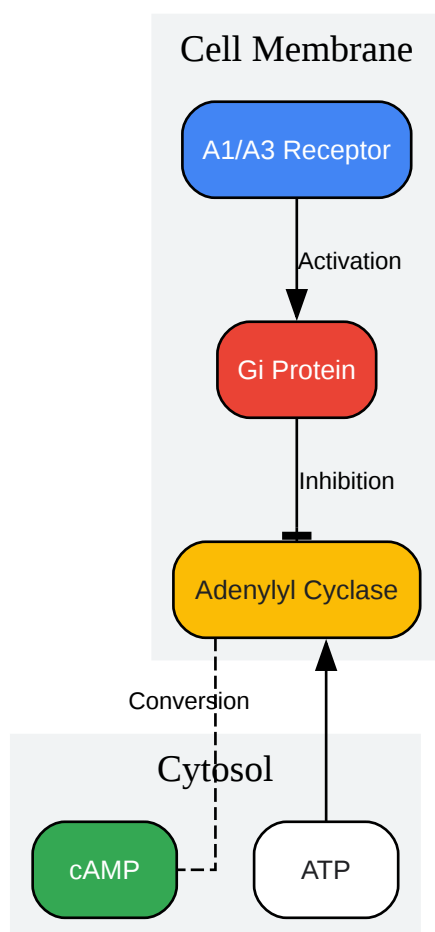 Cell Membrane
A1/A3 Receptor
Activation
Gi Protein
Inhibition
Adenylyl Cyclase
Conversion
Cytosol
cAMP
ATP